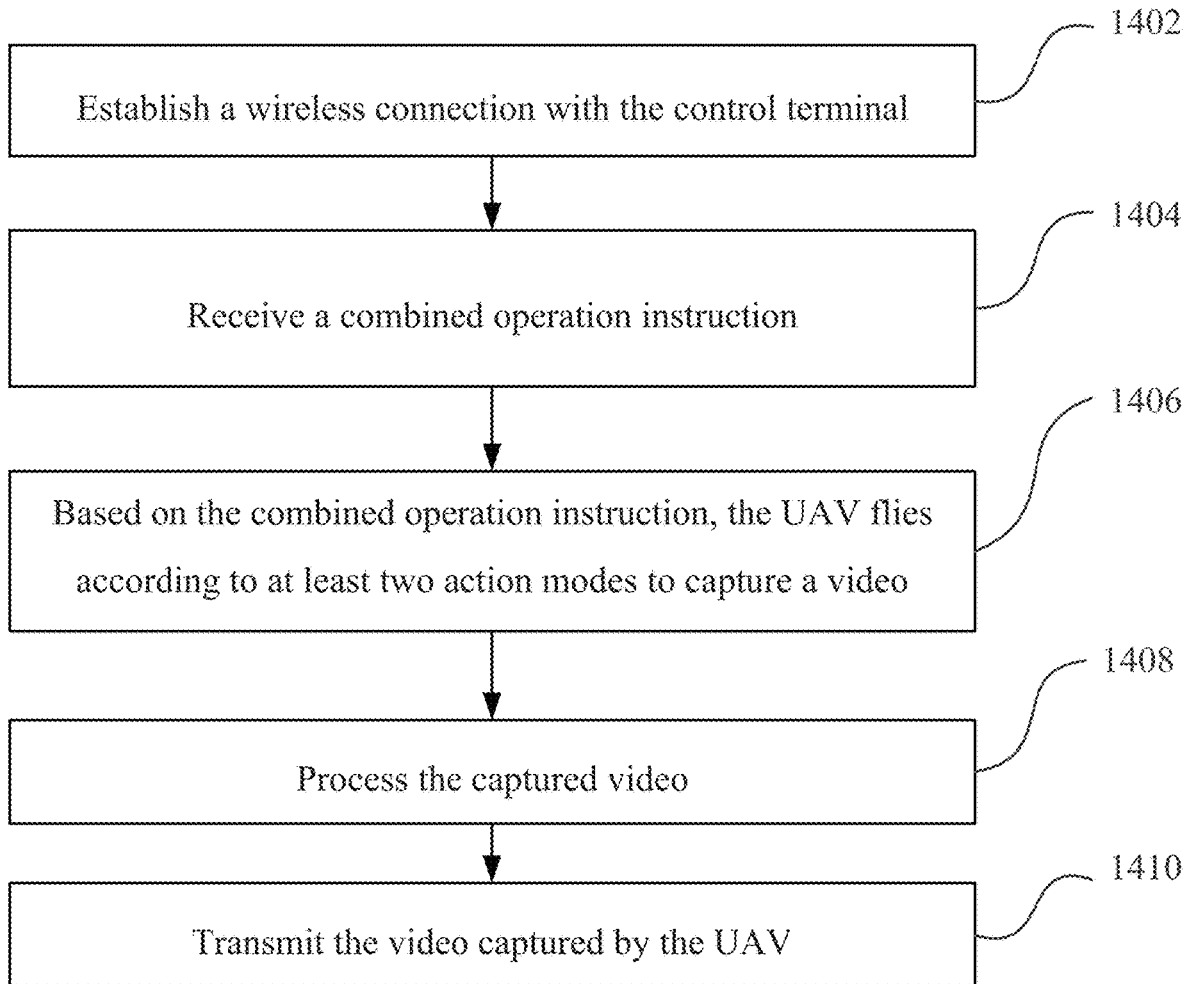 1402
Establish a wireless connection with the control terminal
1404
Receive a combined operation instruction
1406
Based on the combined operation instruction, the UAV flies
according to at least two action modes to capture a video
1408
Process the captured video
1410
Transmit the video captured by the UAV